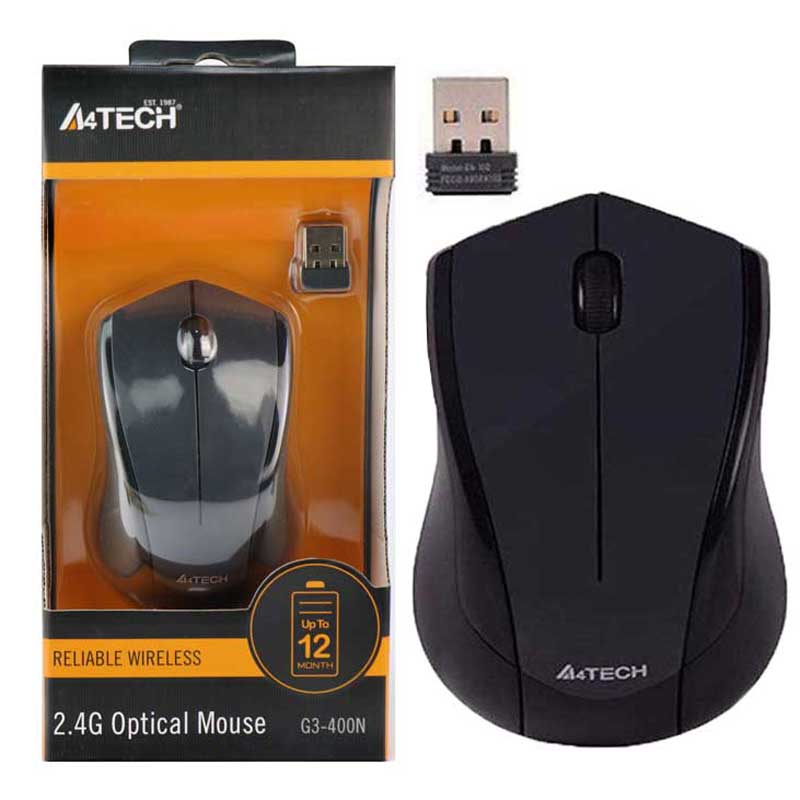 EST. 1987
A4TECH®
A4TECH
Up To
12
MONTH
RELIABLE WIRELESS
2.4G Optical Mouse
G3-400N
A4TECH